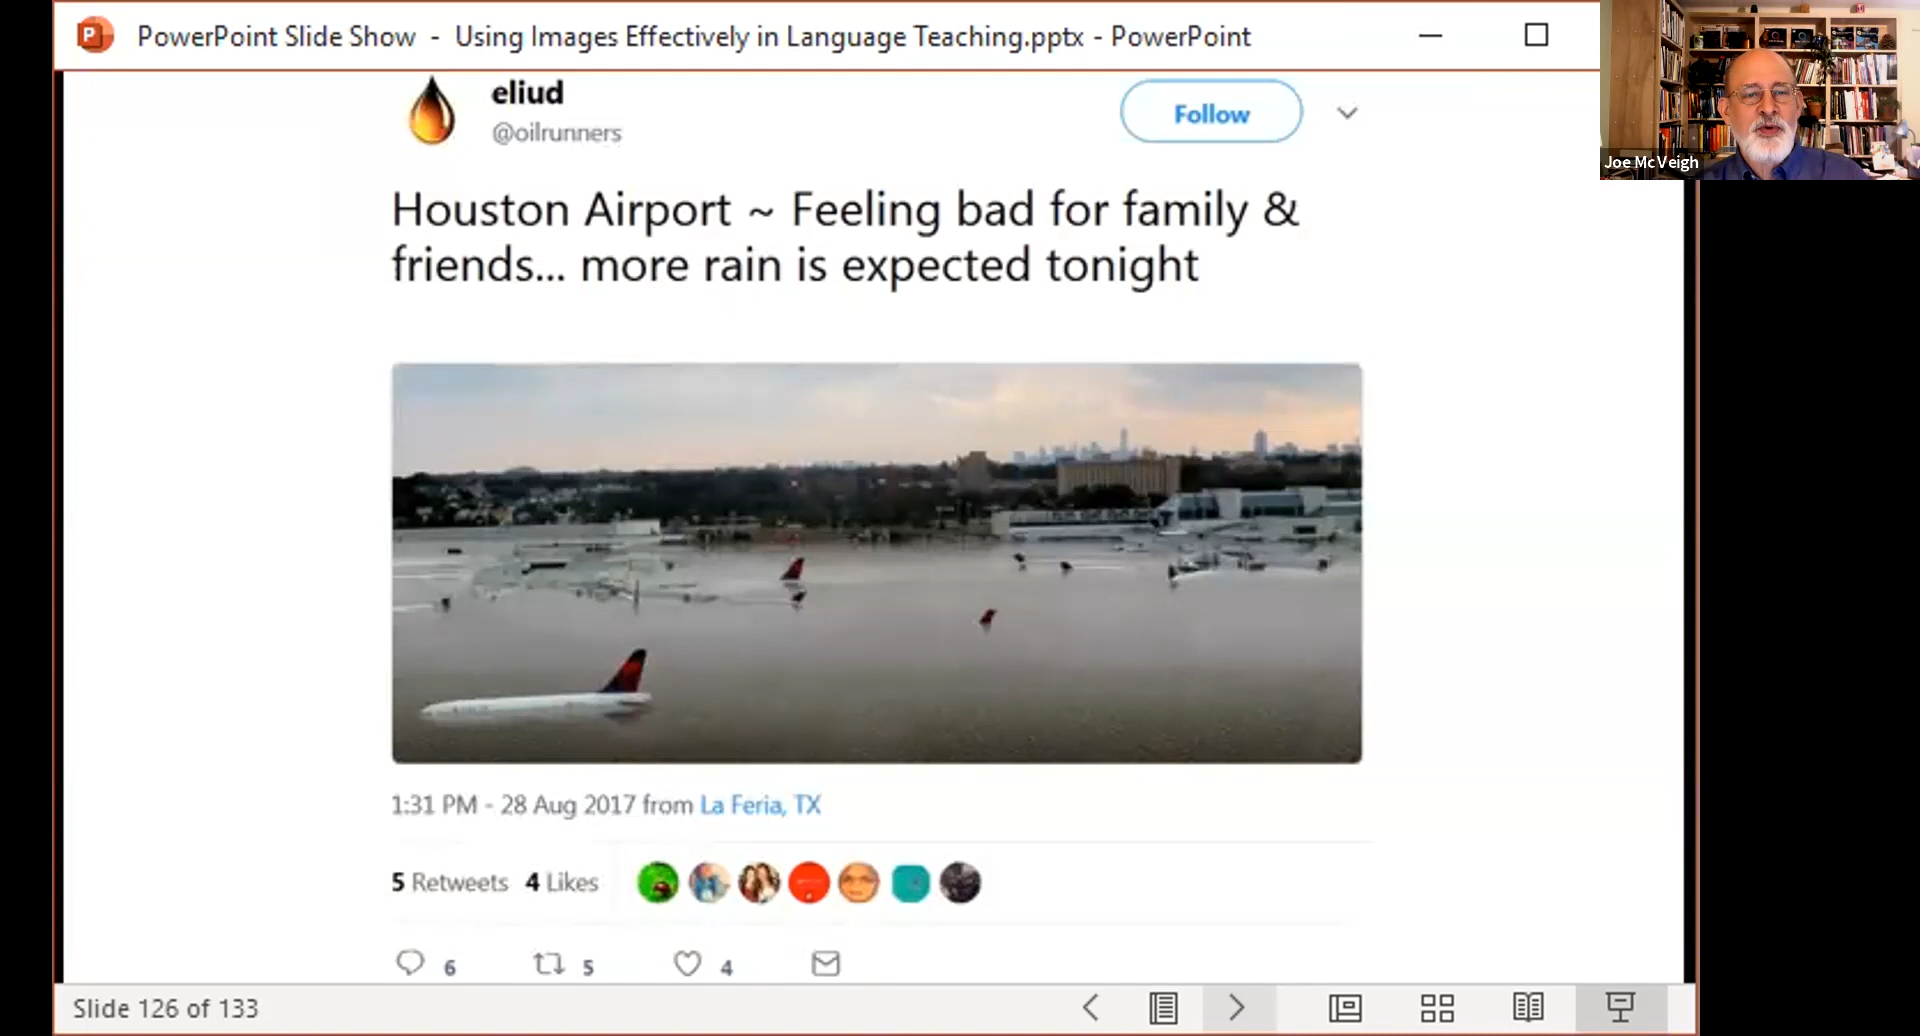 PowerPoint Slide Show - Using Images Effectively in Language Teaching.pptx - PowerPoint
Joe McVeigh
eliud
@oilrunners
Follow
Houston Airport ~ Feeling bad for family &
friends... more rain is expected tonight
1:31 PM - 28 Aug 2017 from La Feria, TX
5 Retweets 4 Likes
6 5 4
Slide 126 of 133